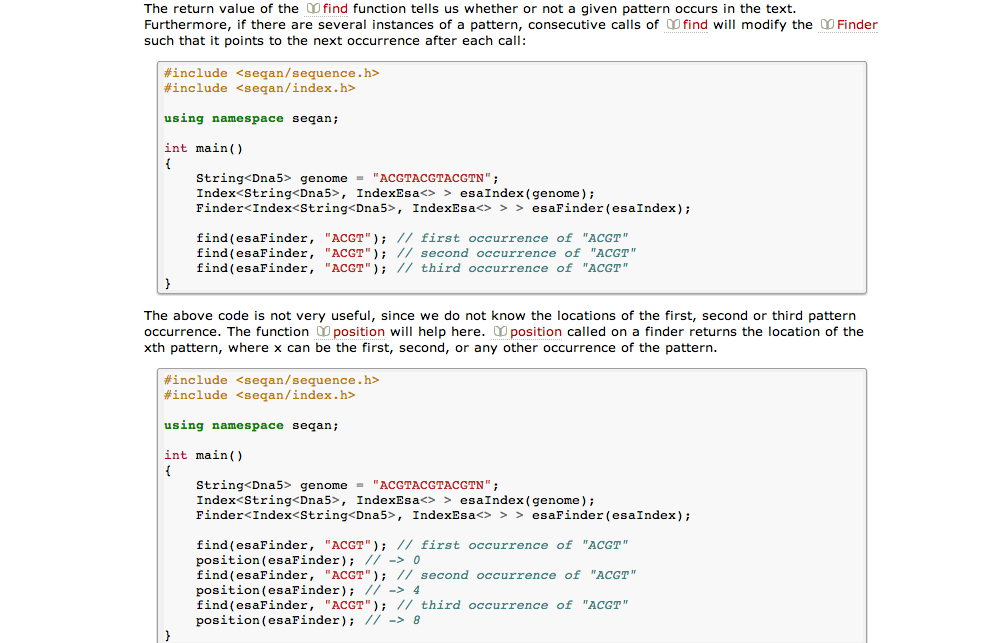 The return value of the find function tells us whether or not a given pattern occurs in the text.
Furthermore, if there are several instances of a pattern, consecutive calls of find will modify the Finder
such that it points to the next occurrence after each call:
#include <seqan/sequence.h>
#include <seqan/index.h>
using namespace seqan;
int main()
{
String<Dna5> genome = "ACGTACGTACGTN";
Index<String<Dna5>, IndexEsa<> > esaIndex(genome);
Finder<Index<String<Dna5>, IndexEsa<> > > esaFinder(esaIndex);
find(esaFinder, "ACGT"); // first occurrence of "ACGT"
find(esaFinder, "ACGT"); // second occurrence of "ACGT"
find(esaFinder, "ACGT"); // third occurrence of "ACGT"
}
The above code is not very useful, since we do not know the locations of the first, second or third pattern
occurrence. The function position will help here. position called on a finder returns the location of the
xth pattern, where x can be the first, second, or any other occurrence of the pattern.
#include <seqan/sequence.h>
#include <seqan/index.h>
using namespace seqan;
int main()
{
String<Dna5> genome = "ACGTACGTACGTN";
Index<String<Dna5>, IndexEsa<> > esaIndex(genome);
Finder<Index<String<Dna5>, IndexEsa<> > > esaFinder(esaIndex);
find(esaFinder, "ACGT"); // first occurrence of "ACGT"
position(esaFinder); // -> 0
find(esaFinder, "ACGT"); // second occurrence of "ACGT"
position(esaFinder); // -> 4
find(esaFinder, "ACGT"); // third occurrence of "ACGT"
position(esaFinder); // -> 8
}